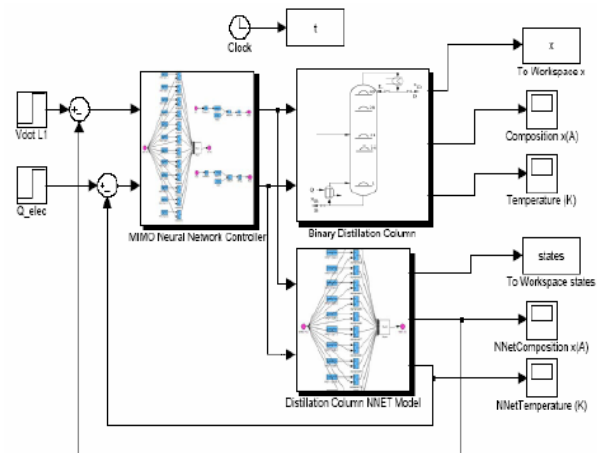 t
Clock
x
To Workspace x
Vdot L1
Composition x(A)
Temperature (K)
Q_elec
MIMO Neural Network Controller
Binary Distillation Column
states
To Workspace states
NNetComposition x(A)
Distillation Column NNET Model
NNetTemperature (K)